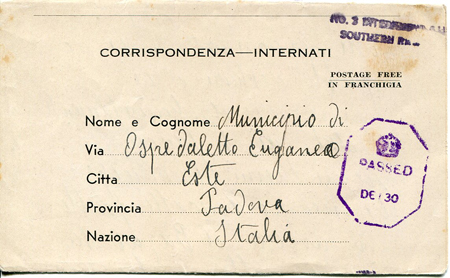 NO. 3 INTERNMENT
SOUTHERN
CORRISPONDENZA—INTERNATI
POSTAGE FREE
IN FRANCHIGIA
Nome e Cognome Municipio di
Via Ospedaletto Euganeo
Citta Este
Provincia Padova
Nazione Italia
PASSED
DE/30